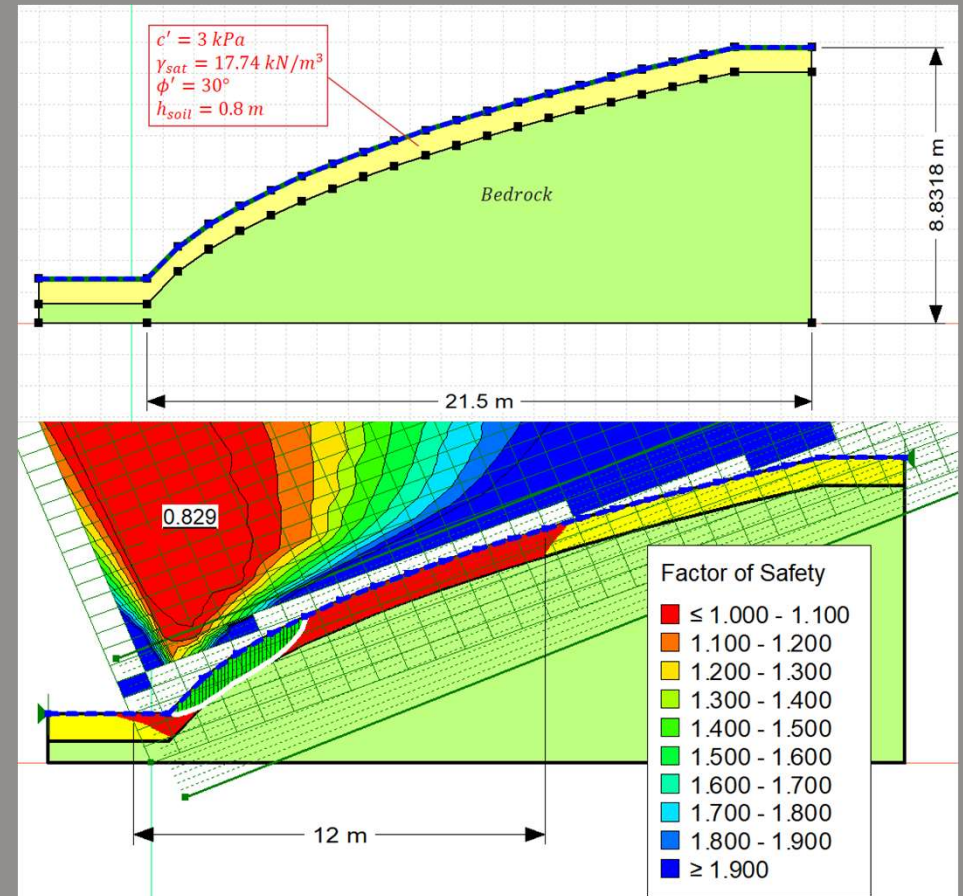 c′ = 3 kPa
γsat = 17.74 kN/m³
ϕ′ = 30°
hsoil = 0.8 m
Bedrock
8.8318 m
21.5 m
0.829
Factor of Safety
≤ 1.000 - 1.100
1.100 - 1.200
1.200 - 1.300
1.300 - 1.400
1.400 - 1.500
1.500 - 1.600
1.600 - 1.700
1.700 - 1.800
1.800 - 1.900
≥ 1.900
12 m